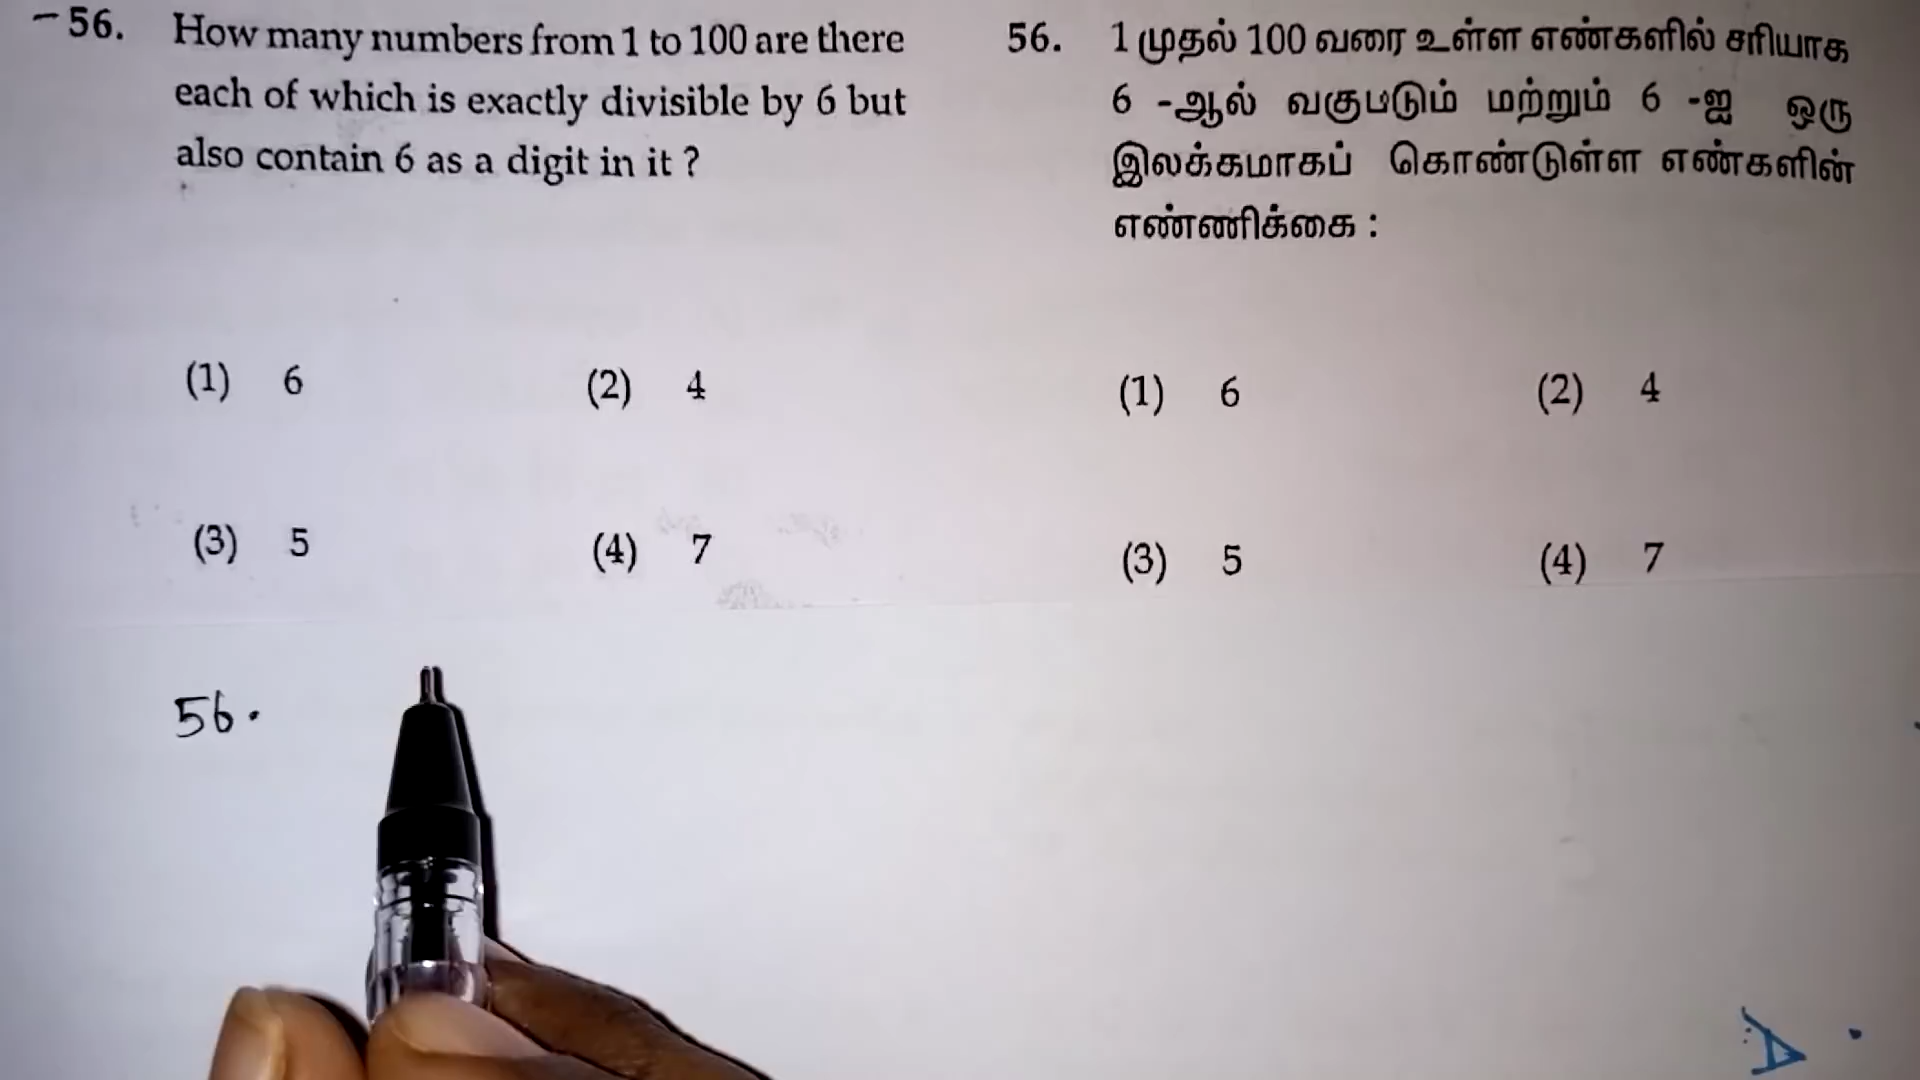 56. How many numbers from 1 to 100 are there
each of which is exactly divisible by 6 but
also contain 6 as a digit in it ?
(1) 6 (2) 4
(3) 5 (4) 7
56. 1 முதல் 100 வரை உள்ள எண்களில் சரியாக
6 -ஆல் வகுபடும் மற்றும் 6 -ஐ ஒரு
இலக்கமாகப் கொண்டுள்ள எண்களின்
எண்ணிக்கை :
(1) 6 (2) 4
(3) 5 (4) 7
56.